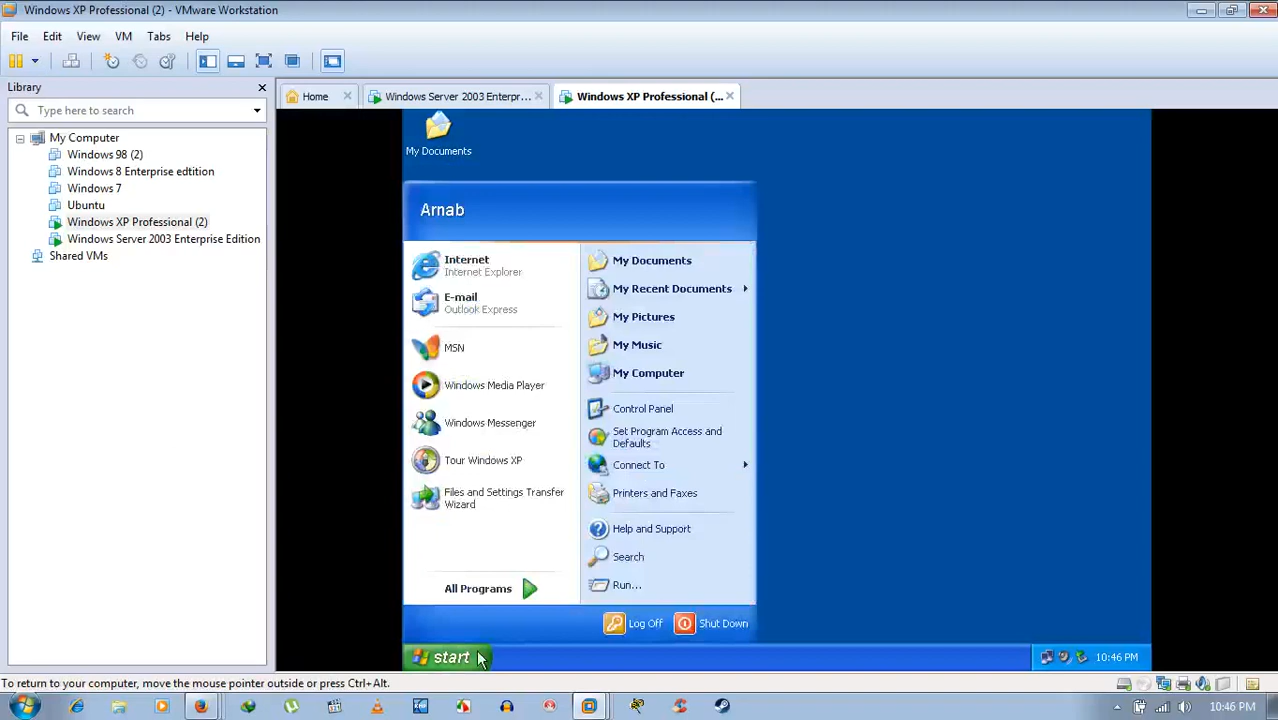 Windows XP Professional (2) - VMware Workstation
File Edit View VM Tabs Help
Library
Type here to search
My Computer
Windows 98 (2)
Windows 8 Enterprise edtition
Windows 7
Ubuntu
Windows XP Professional (2)
Windows Server 2003 Enterprise Edition
Shared VMs
Home
Windows Server 2003 Enterpr...
Windows XP Professional (...
My Documents
Arnab
Internet
Internet Explorer
E-mail
Outlook Express
MSN
Windows Media Player
Windows Messenger
Tour Windows XP
Files and Settings Transfer
Wizard
All Programs
My Documents
My Recent Documents
My Pictures
My Music
My Computer
Control Panel
Set Program Access and
Defaults
Connect To
Printers and Faxes
Help and Support
Search
Run...
Log Off
Shut Down
start
10:46 PM
To return to your computer, move the mouse pointer outside or press Ctrl+Alt.
10:46 PM